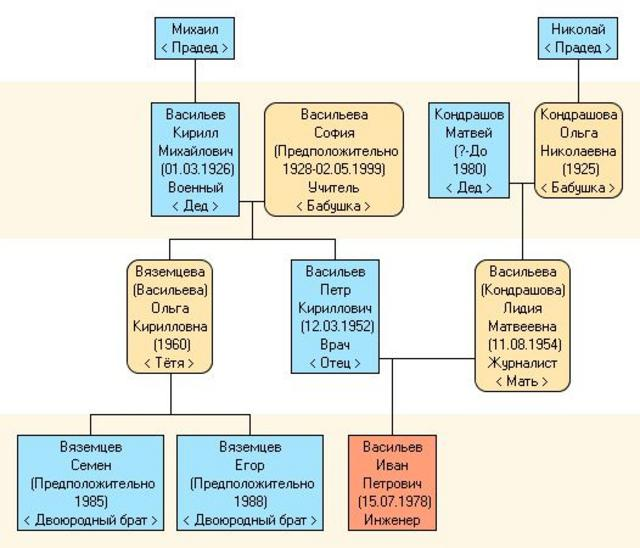 Михаил
< Прадед >
Николай
< Прадед >
Васильев
Кирилл
Михайлович
(01.03.1926)
Военный
< Дед >
Васильева
София
(Предположительно
1928-02.05.1999)
Учитель
< Бабушка >
Кондрашов
Матвей
(?-До
1980)
< Дед >
Кондрашова
Ольга
Николаевна
(1925)
< Бабушка >
Вяземцева
(Васильева)
Ольга
Кирилловна
(1960)
< Тётя >
Васильев
Петр
Кириллович
(12.03.1952)
Врач
< Отец >
Васильева
(Кондрашова)
Лидия
Матвеевна
(11.08.1954)
Журналист
< Мать >
Вяземцев
Семен
(Предположительно
1985)
< Двоюродный брат >
Вяземцев
Егор
(Предположительно
1988)
< Двоюродный брат >
Васильев
Иван
Петрович
(15.07.1978)
Инженер